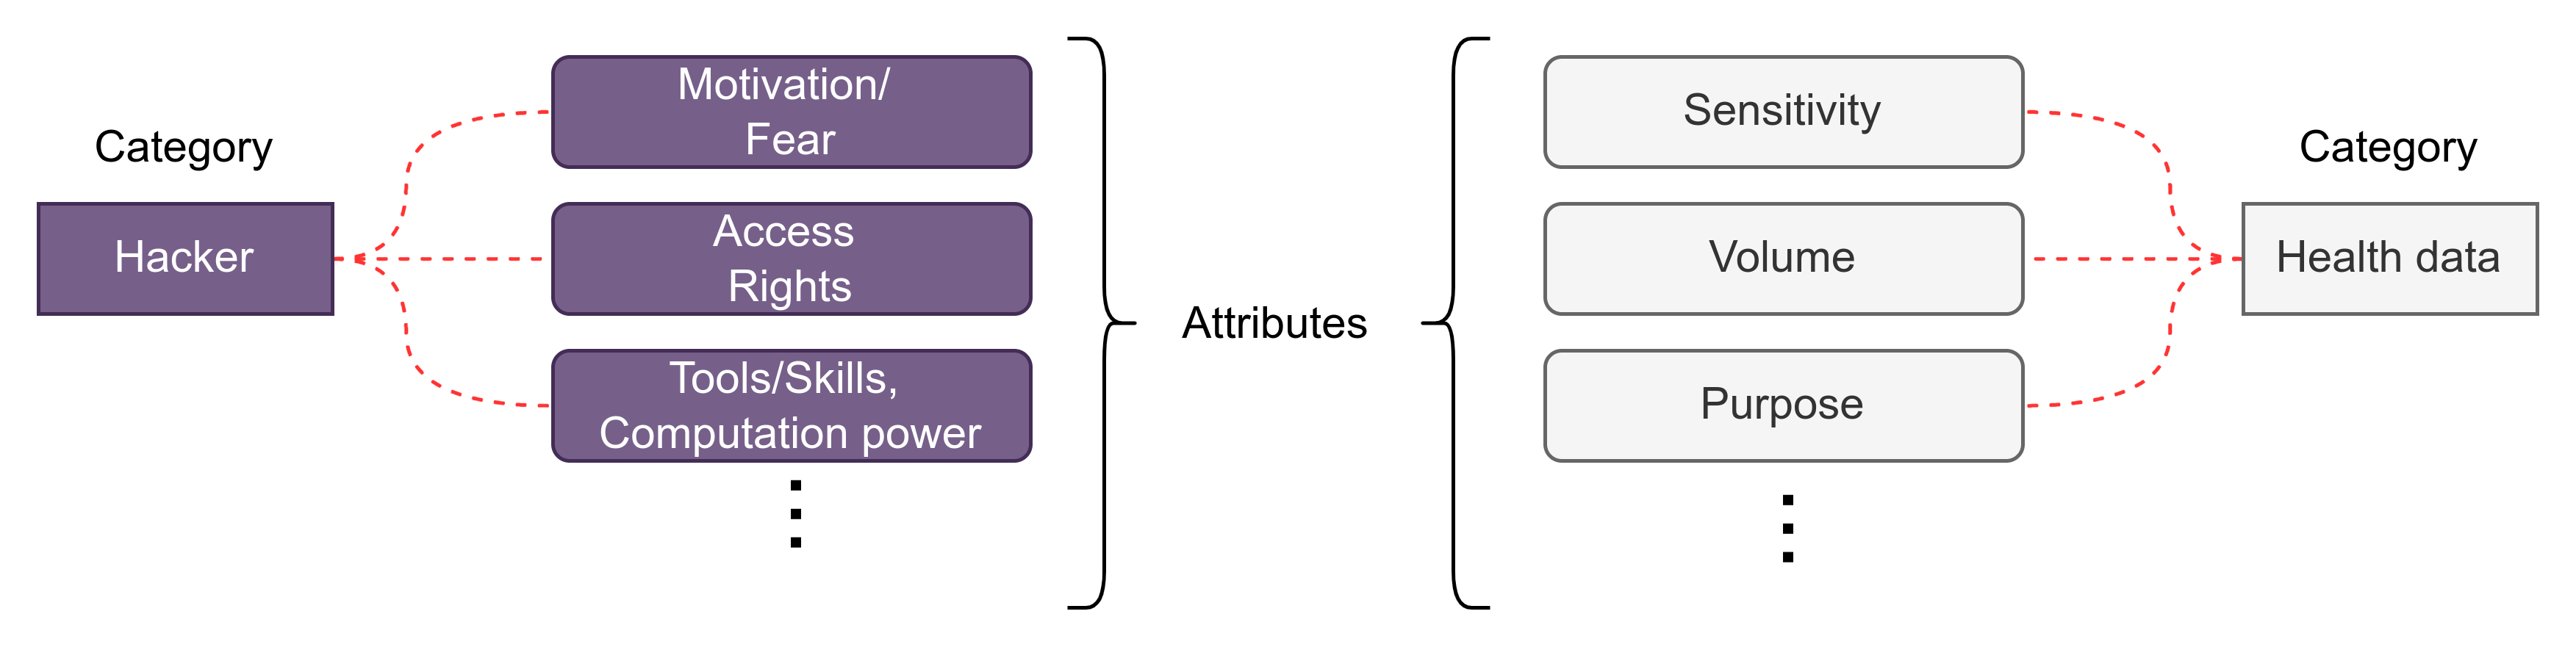 Category
Hacker
Motivation/
Fear
Access
Rights
Tools/Skills,
Computation power
Attributes
Sensitivity
Volume
Purpose
Category
Health data